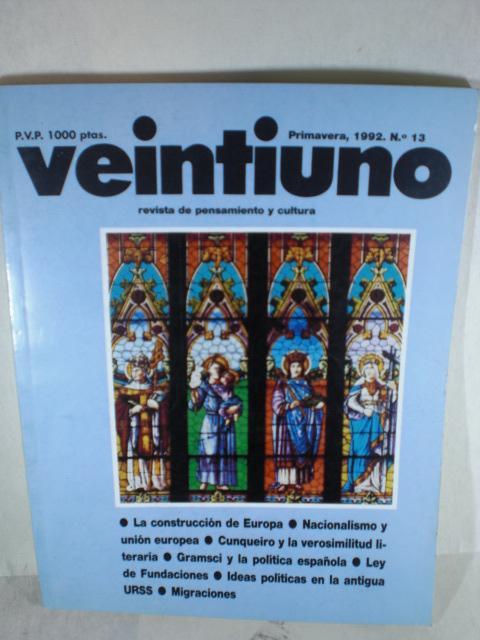 P.V.P. 1000 ptas.
Primavera, 1992. N.º 13
veintiuno
revista de pensamiento y cultura
● La construcción de Europa ● Nacionalismo y
unión europea ● Cunqueiro y la verosimilitud li-
teraria ● Gramsci y la política española ● Ley
de Fundaciones ● Ideas políticas en la antigua
URSS ● Migraciones